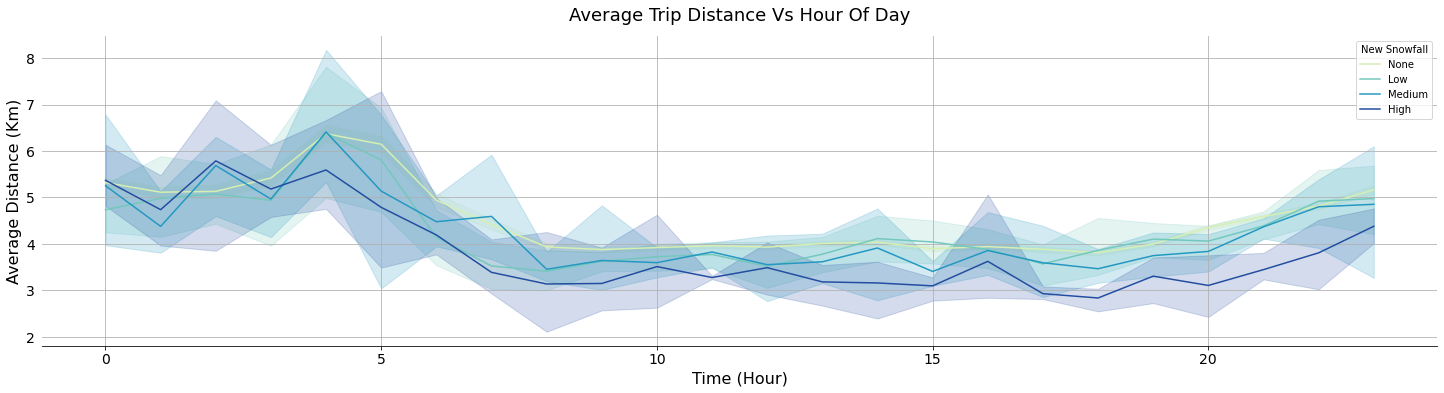 Average Trip Distance Vs Hour Of Day
Average Distance (Km)
8
7
6
5
4
3
2
0
5
10
15
20
Time (Hour)
New Snowfall
None
Low
Medium
High